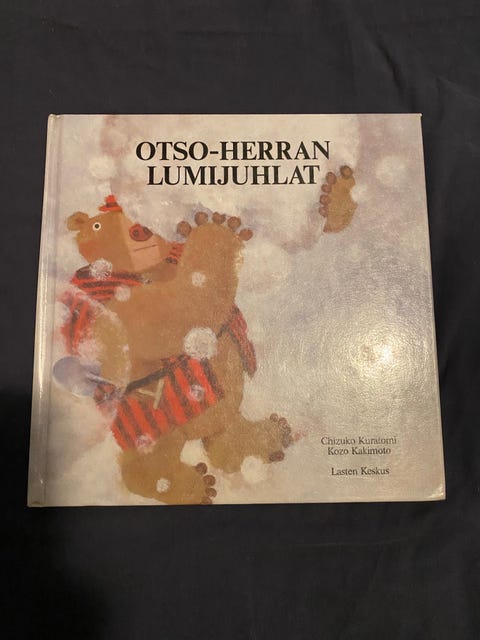 OTSO-HERRAN
LUMIJUHLAT
Chizuko Kuratomi
Kozo Kakimoto
Lasten Keskus